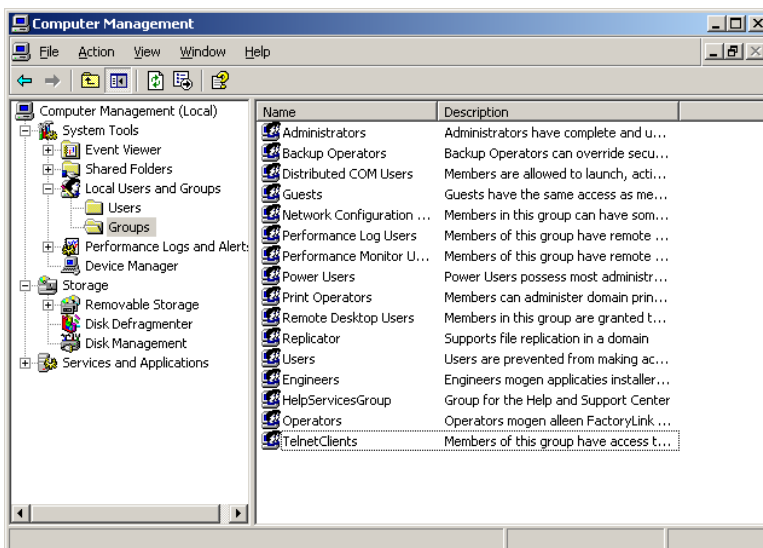 Computer Management
File Action View Window Help
Computer Management (Local)
System Tools
Event Viewer
Shared Folders
Local Users and Groups
Users
Groups
Performance Logs and Alert
Device Manager
Storage
Removable Storage
Disk Defragmenter
Disk Management
Services and Applications
Name Description
Administrators Administrators have complete and u...
Backup Operators Backup Operators can override secu...
Distributed COM Users Members are allowed to launch, acti...
Guests Guests have the same access as me...
Network Configuration ... Members in this group can have som...
Performance Log Users Members of this group have remote ...
Performance Monitor U... Members of this group have remote ...
Power Users Power Users possess most administr...
Print Operators Members can administer domain prin...
Remote Desktop Users Members in this group are granted t...
Replicator Supports file replication in a domain
Users Users are prevented from making ac...
Engineers Engineers mogen applicaties installer...
HelpServicesGroup Group for the Help and Support Center
Operators Operators mogen alleen FactoryLink ...
TelnetClients Members of this group have access t...